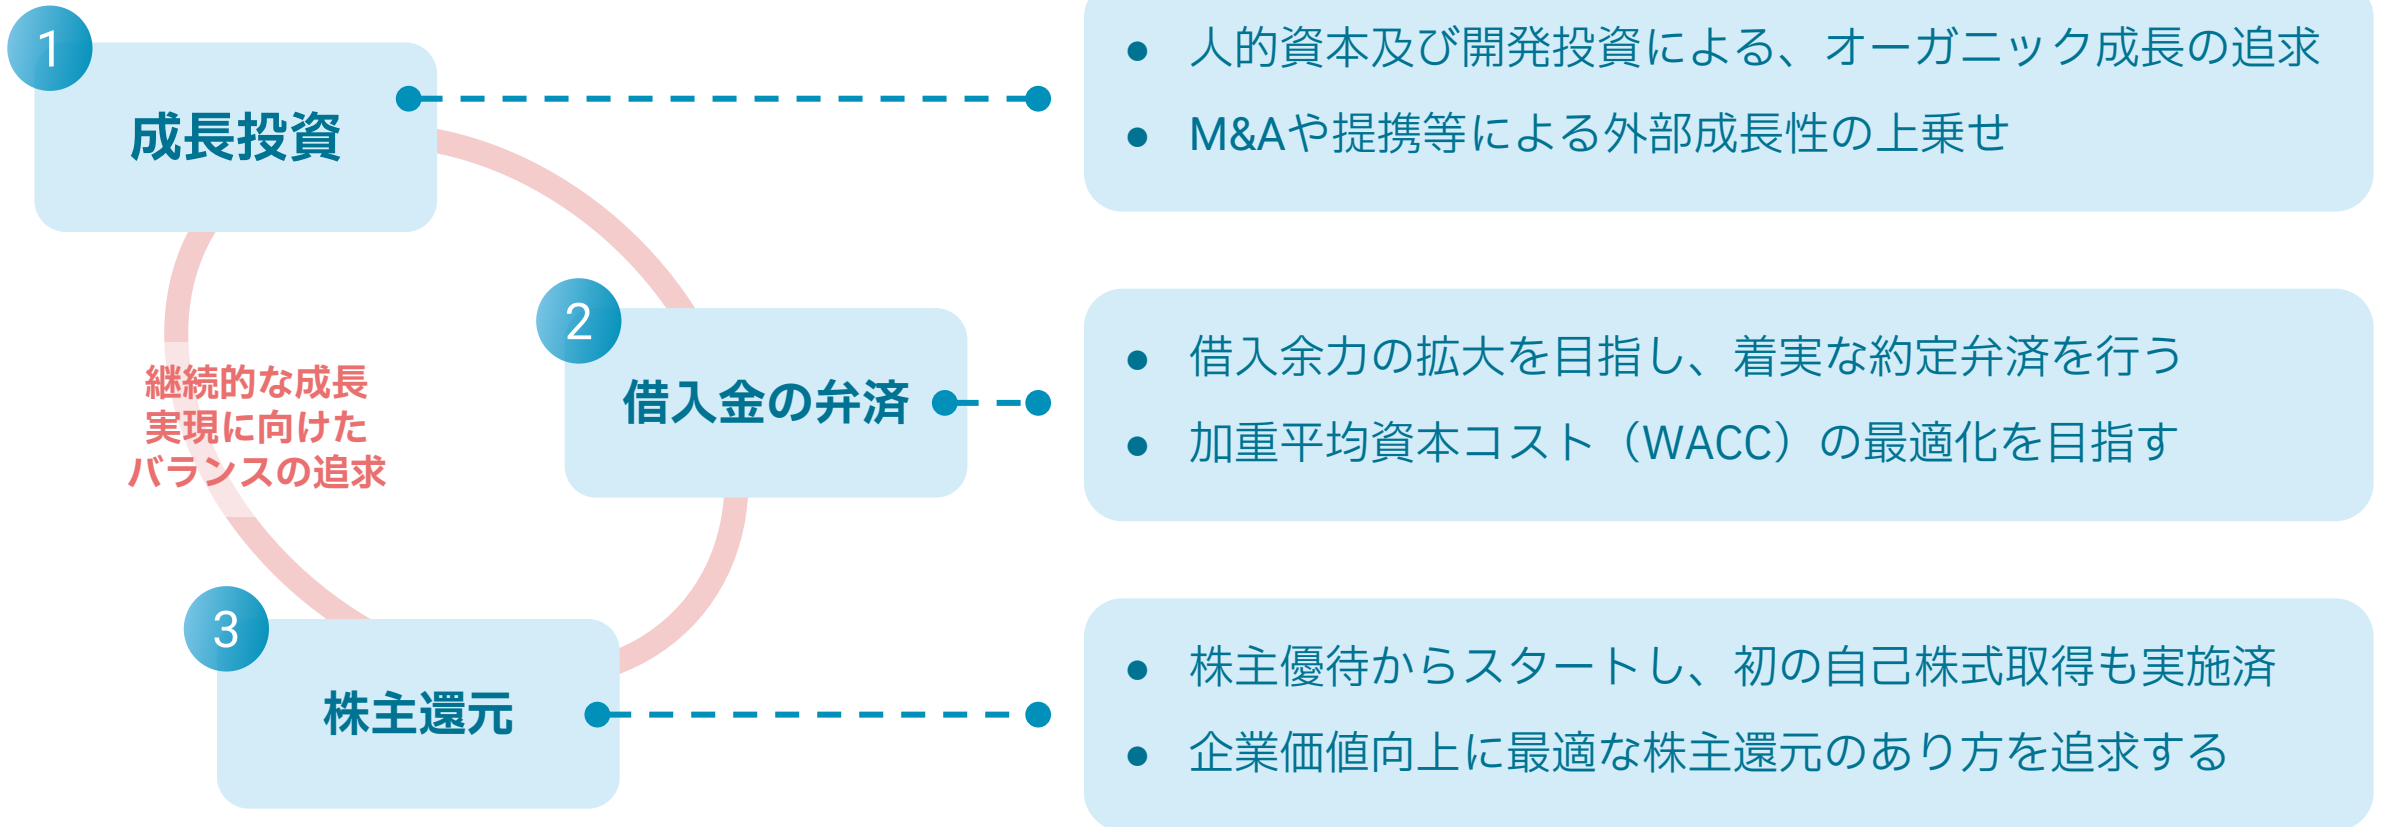 1
成長投資
● 人的資本及び開発投資による、オーガニック成長の追求
● M&Aや提携等による外部成長性の上乗せ
2
借入金の弁済
● 借入余力の拡大を目指し、着実な約定弁済を行う
● 加重平均資本コスト（WACC）の最適化を目指す
継続的な成長
実現に向けた
バランスの追求
3
株主還元
● 株主優待からスタートし、初の自己株式取得も実施済
● 企業価値向上に最適な株主還元のあり方を追求する